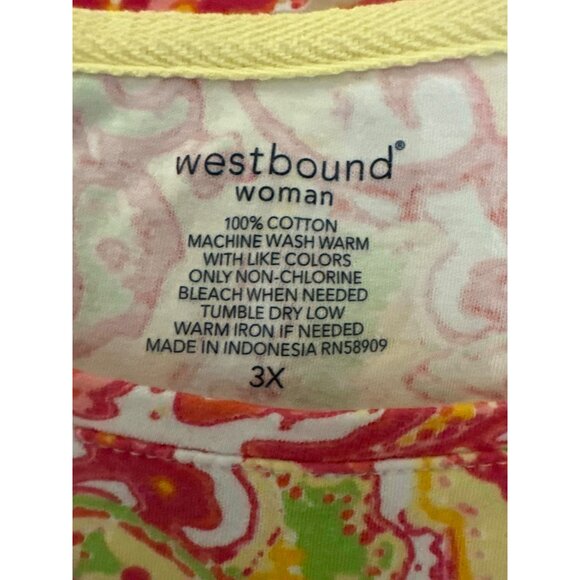 westbound®
woman
100% COTTON
MACHINE WASH WARM
WITH LIKE COLORS
ONLY NON-CHLORINE
BLEACH WHEN NEEDED
TUMBLE DRY LOW
WARM IRON IF NEEDED
MADE IN INDONESIA RN58909
3X